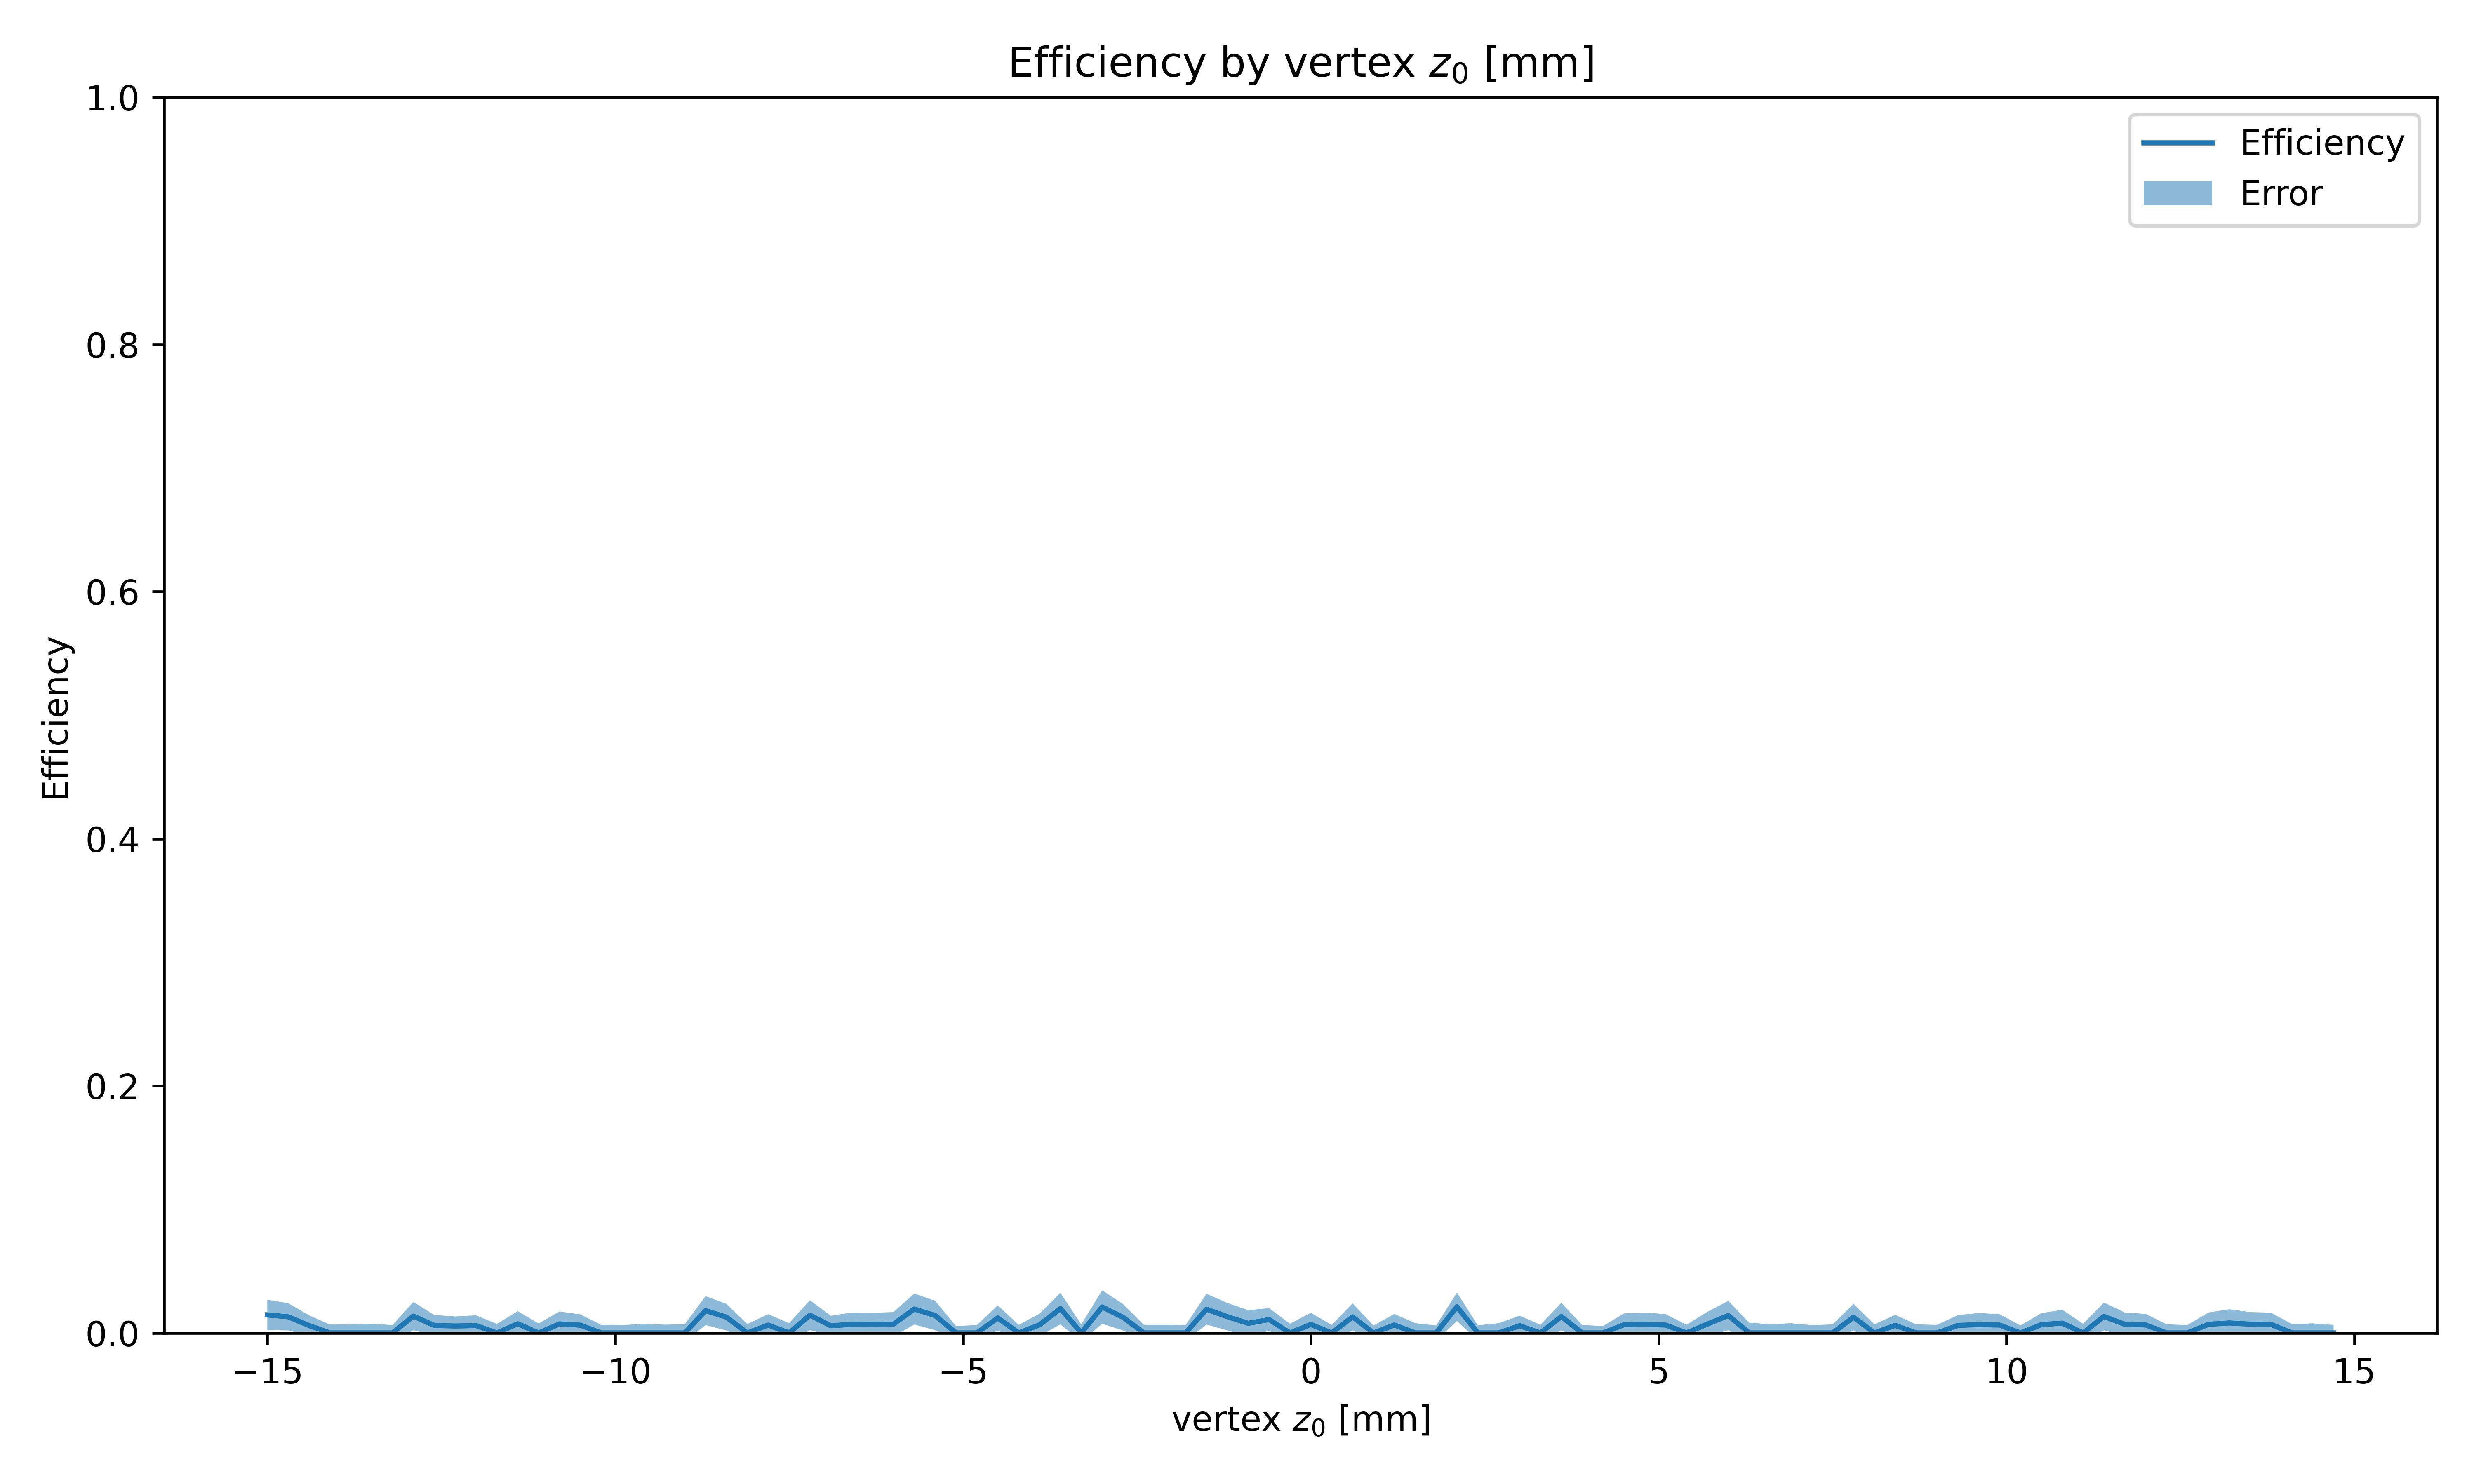 Efficiency by vertex z₀ [mm]
1.0
0.8
0.6
0.4
0.2
0.0
Efficiency
Efficiency
Error
−15
−10
−5
0
5
10
15
vertex z₀ [mm]